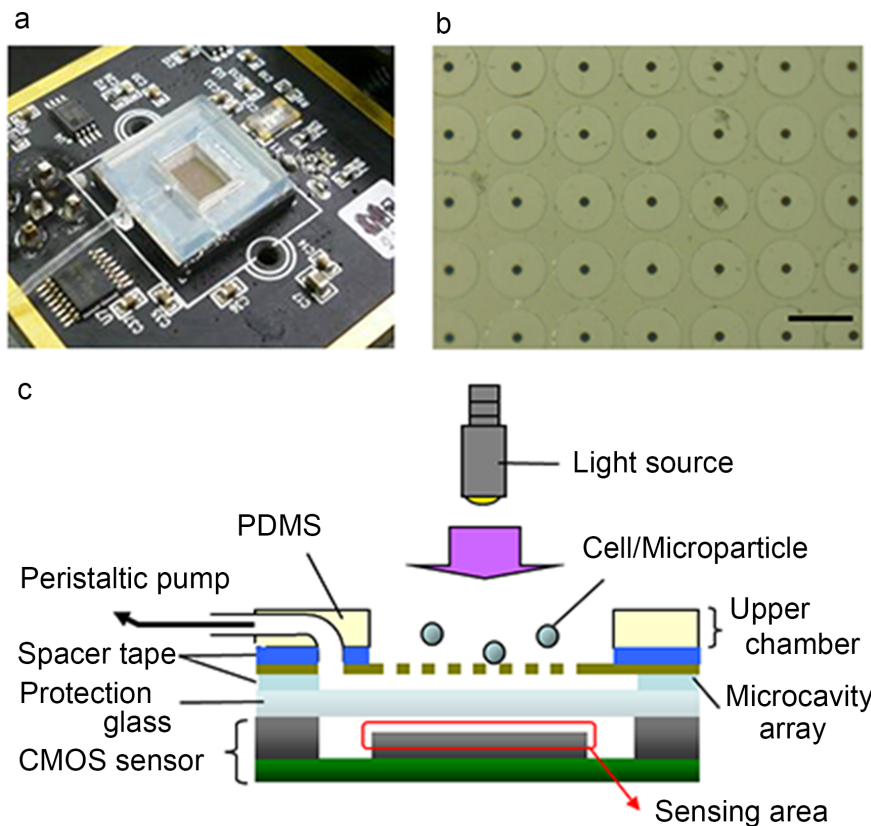 a
b
c
Light source
PDMS
Cell/Microparticle
Peristaltic pump
Upper
chamber
Spacer tape
Protection
glass
Microcavity
array
CMOS sensor
Sensing area